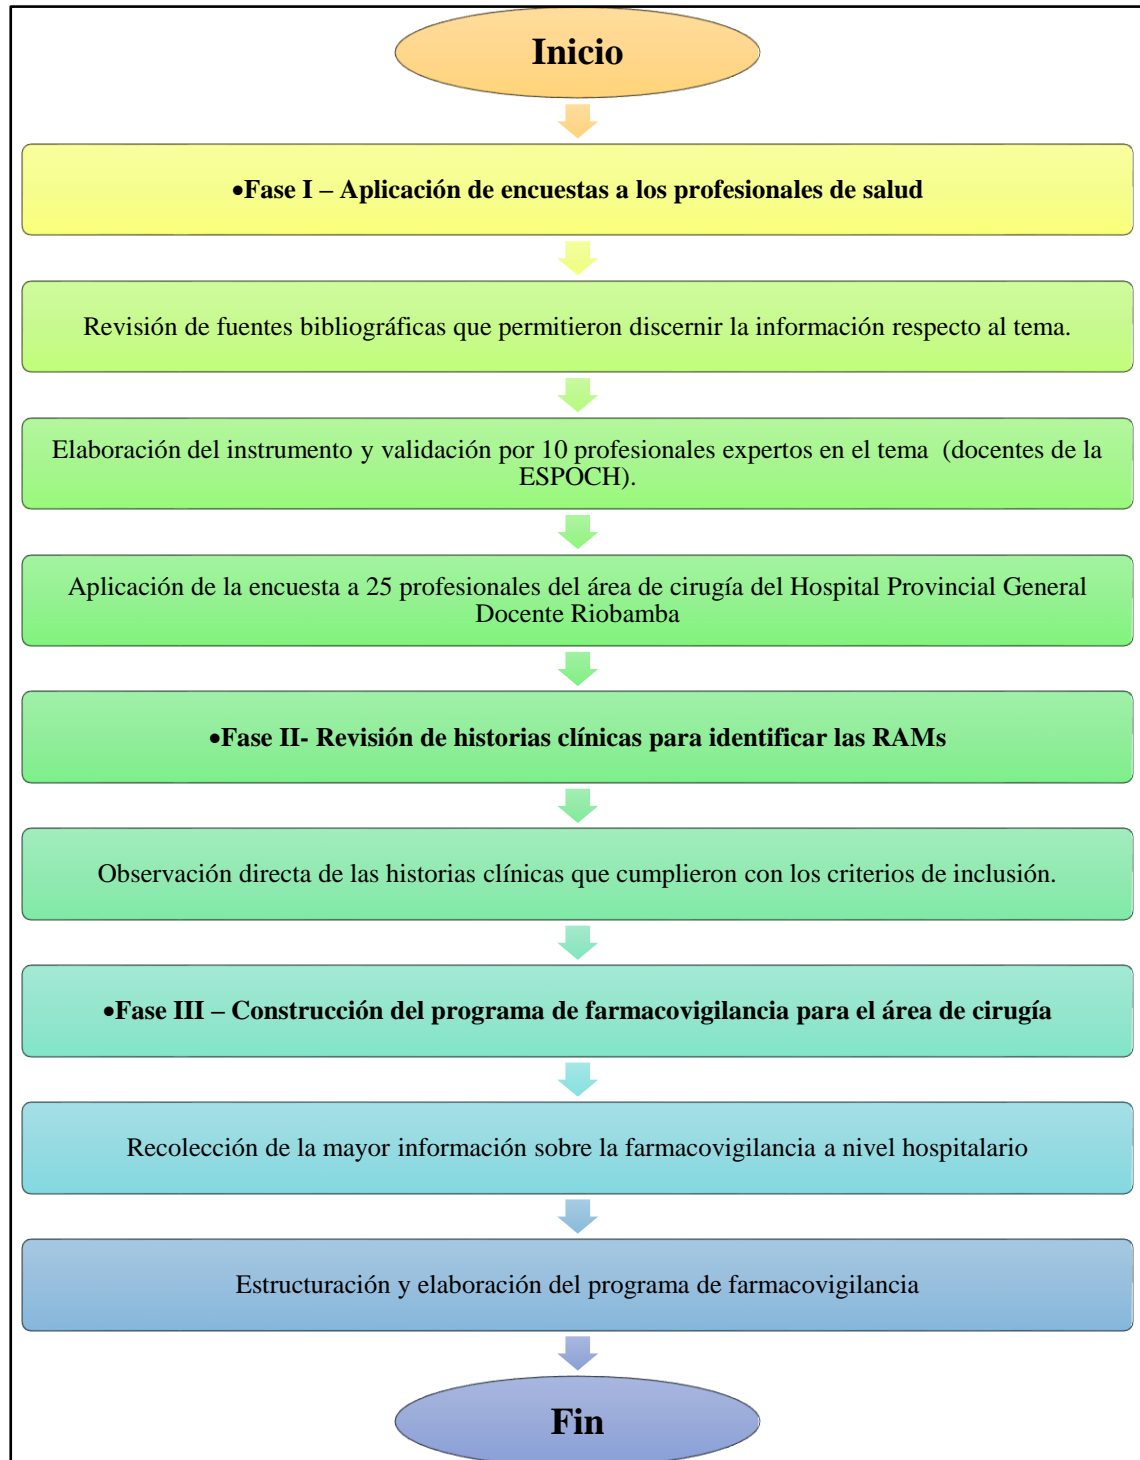 Inicio
•Fase I – Aplicación de encuestas a los profesionales de salud
Revisión de fuentes bibliográficas que permitieron discernir la información respecto al tema.
Elaboración del instrumento y validación por 10 profesionales expertos en el tema  (docentes de la
ESPOCH).
Aplicación de la encuesta a 25 profesionales del área de cirugía del Hospital Provincial General
Docente Riobamba
•Fase II- Revisión de historias clínicas para identificar las RAMs
Observación directa de las historias clínicas que cumplieron con los criterios de inclusión.
•Fase III – Construcción del programa de farmacovigilancia para el área de cirugía
Recolección de la mayor información sobre la farmacovigilancia a nivel hospitalario
Estructuración y elaboración del programa de farmacovigilancia
Fin